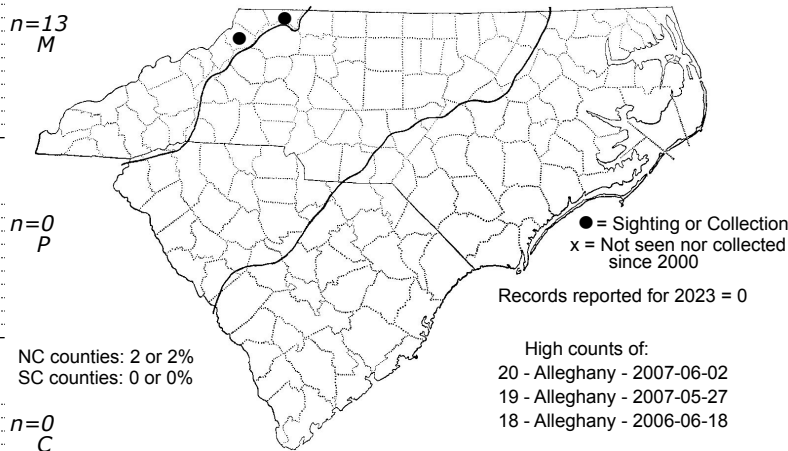 n=13
M
n=0
P
● = Sighting or Collection
x = Not seen nor collected
since 2000
Records reported for 2023 = 0
NC counties: 2 or 2%
SC counties: 0 or 0%
High counts of:
20 - Alleghany - 2007-06-02
19 - Alleghany - 2007-05-27
18 - Alleghany - 2006-06-18
n=0
C